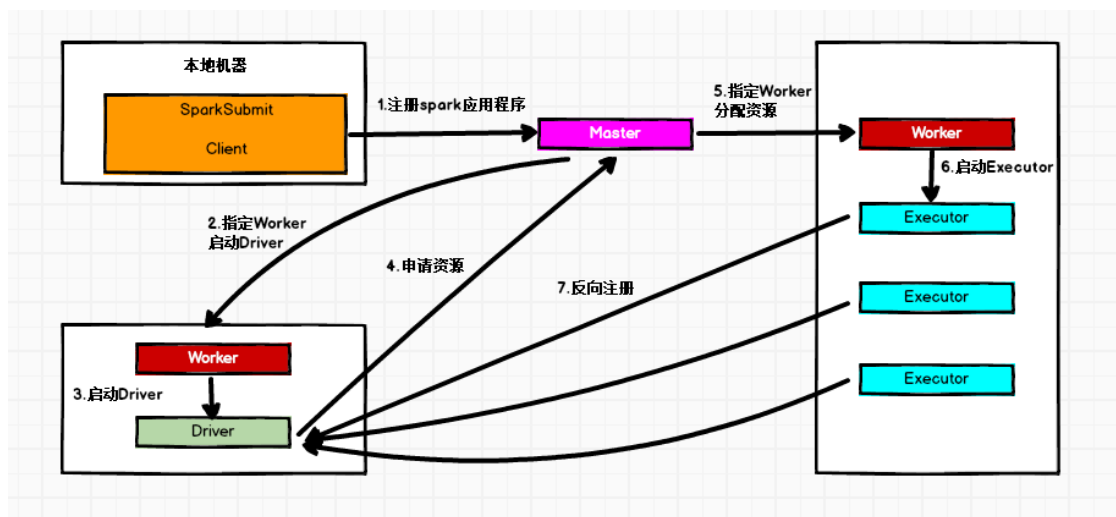 本地机器
SparkSubmit
Client
1.注册spark应用程序
Master
5.指定Worker
分配资源
Worker
6.启动Executor
Executor
2.指定Worker
启动Driver
4.申请资源
7.反向注册
Executor
Worker
3.启动Driver
Executor
Driver